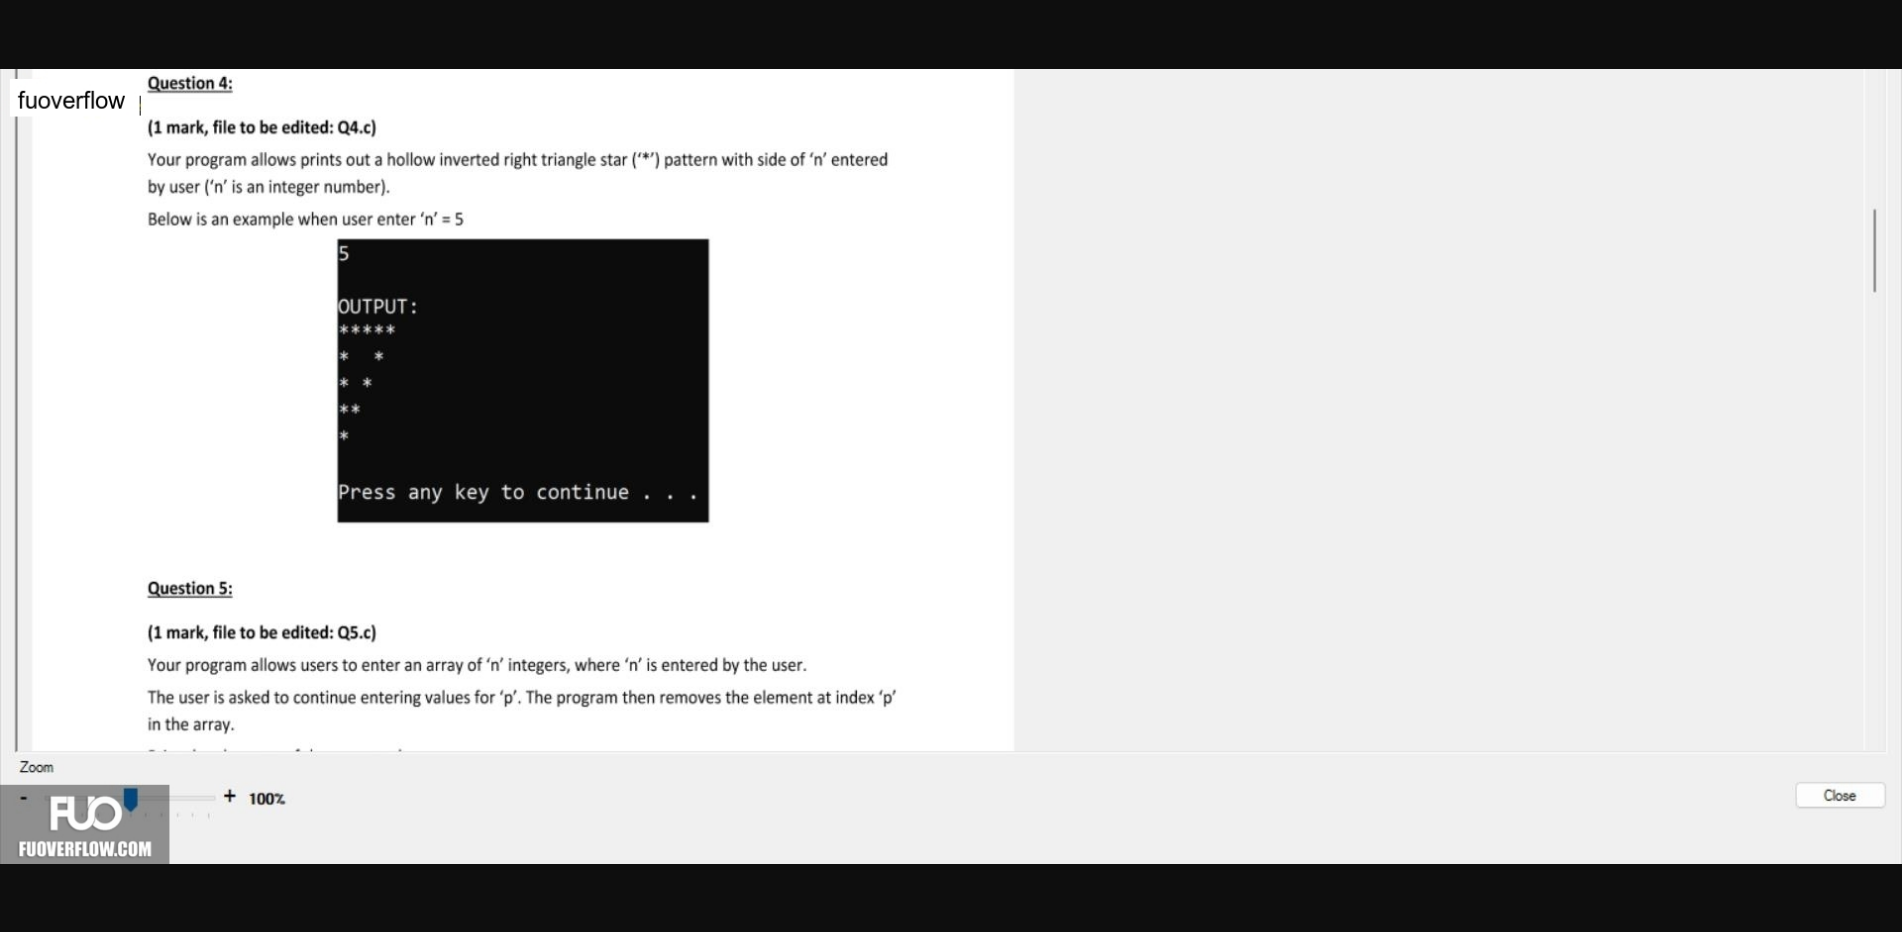 Question 4:
fuoverflow
(1 mark, file to be edited: Q4.c)
Your program allows prints out a hollow inverted right triangle star (‘*’) pattern with side of ‘n’ entered
by user (‘n’ is an integer number).
Below is an example when user enter ‘n’ = 5
5
OUTPUT:
*****
*  *
* *
**
*
Press any key to continue . . .
Question 5:
(1 mark, file to be edited: Q5.c)
Your program allows users to enter an array of ‘n’ integers, where ‘n’ is entered by the user.
The user is asked to continue entering values for ‘p’. The program then removes the element at index ‘p’
in the array.
Zoom
- + 100%
Close
FUO
FUOVERFLOW.COM